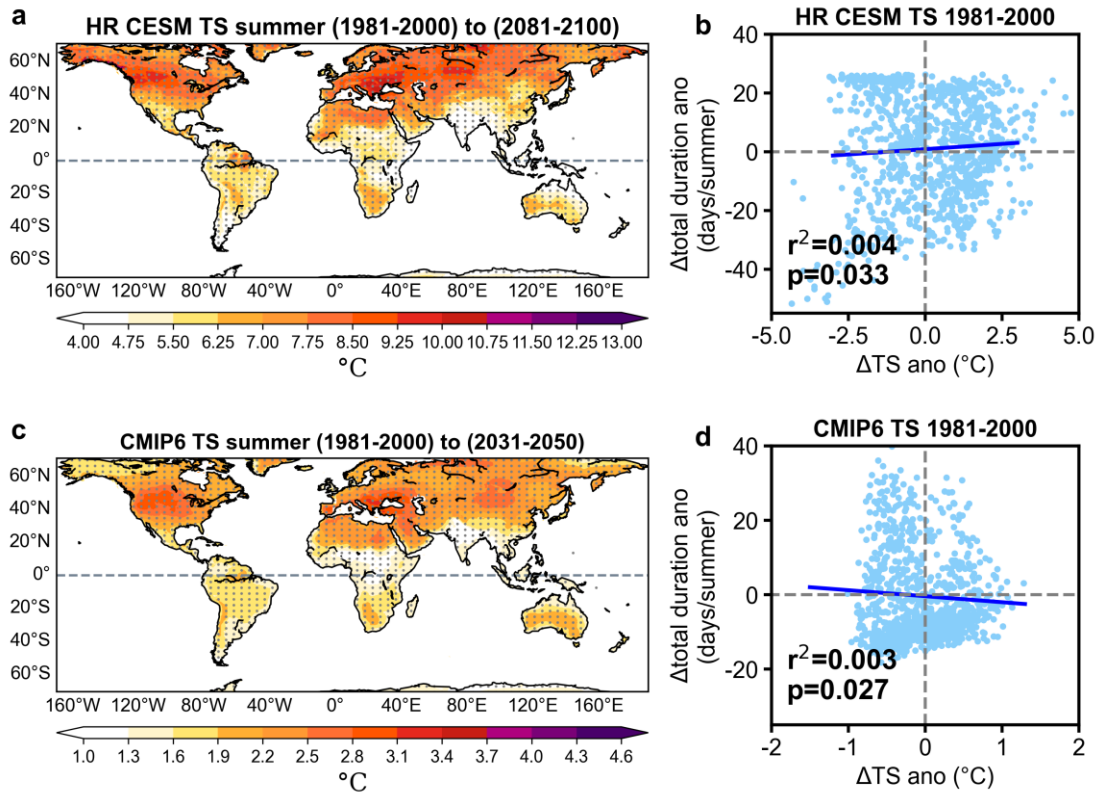 a
HR CESM TS summer (1981-2000) to (2081-2100)
60°N
40°N
20°N
0°
20°S
40°S
60°S
160°W 120°W 80°W 40°W 0° 40°E 80°E 120°E 160°E
4.00 4.75 5.50 6.25 7.00 7.75 8.50 9.25 10.00 10.75 11.50 12.25 13.00
°C
b
HR CESM TS 1981-2000
Δtotal duration ano
(days/summer)
40
20
0
-20
-40
r²=0.004
p=0.033
-5.0 -2.5 0.0 2.5 5.0
ΔTS ano (°C)
c
CMIP6 TS summer (1981-2000) to (2031-2050)
60°N
40°N
20°N
0°
20°S
40°S
60°S
160°W 120°W 80°W 40°W 0° 40°E 80°E 120°E 160°E
1.0 1.3 1.6 1.9 2.2 2.5 2.8 3.1 3.4 3.7 4.0 4.3 4.6
°C
d
CMIP6 TS 1981-2000
Δtotal duration ano
(days/summer)
40
20
0
-20
r²=0.003
p=0.027
-2 -1 0 1 2
ΔTS ano (°C)